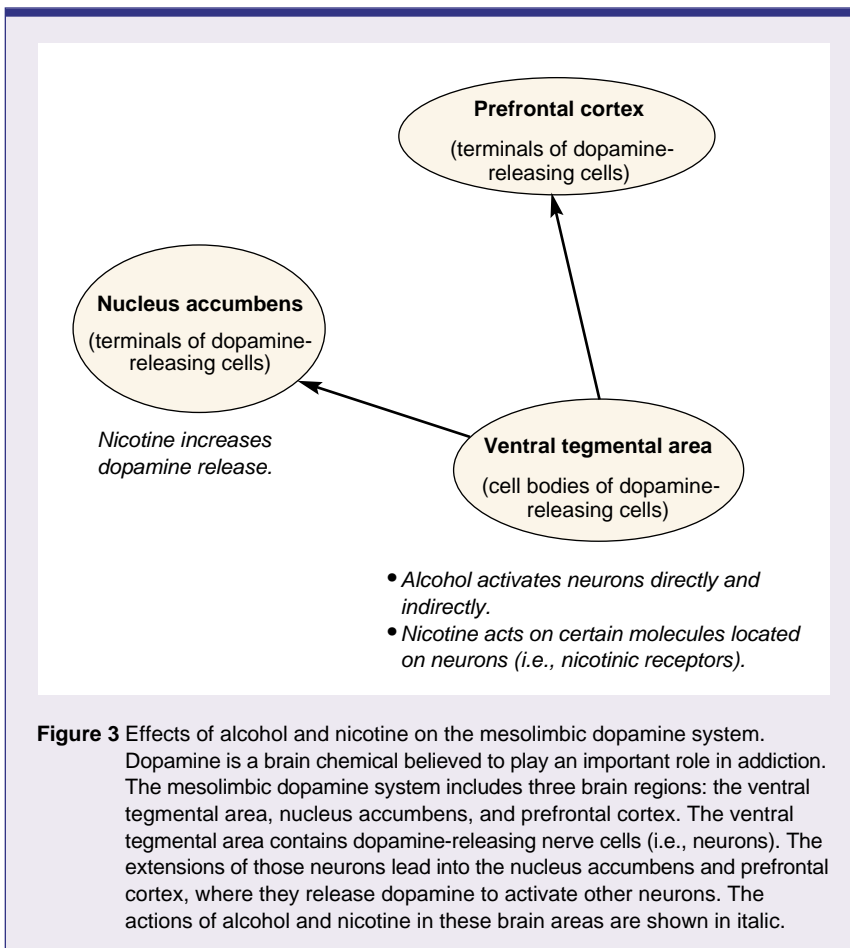 Prefrontal cortex
(terminals of dopamine-
releasing cells)
Nucleus accumbens
(terminals of dopamine-
releasing cells)
Nicotine increases
dopamine release.
Ventral tegmental area
(cell bodies of dopamine-
releasing cells)
• Alcohol activates neurons directly and
indirectly.
• Nicotine acts on certain molecules located
on neurons (i.e., nicotinic receptors).
Figure 3 Effects of alcohol and nicotine on the mesolimbic dopamine system.
Dopamine is a brain chemical believed to play an important role in addiction.
The mesolimbic dopamine system includes three brain regions: the ventral
tegmental area, nucleus accumbens, and prefrontal cortex. The ventral
tegmental area contains dopamine-releasing nerve cells (i.e., neurons). The
extensions of those neurons lead into the nucleus accumbens and prefrontal
cortex, where they release dopamine to activate other neurons. The
actions of alcohol and nicotine in these brain areas are shown in italic.